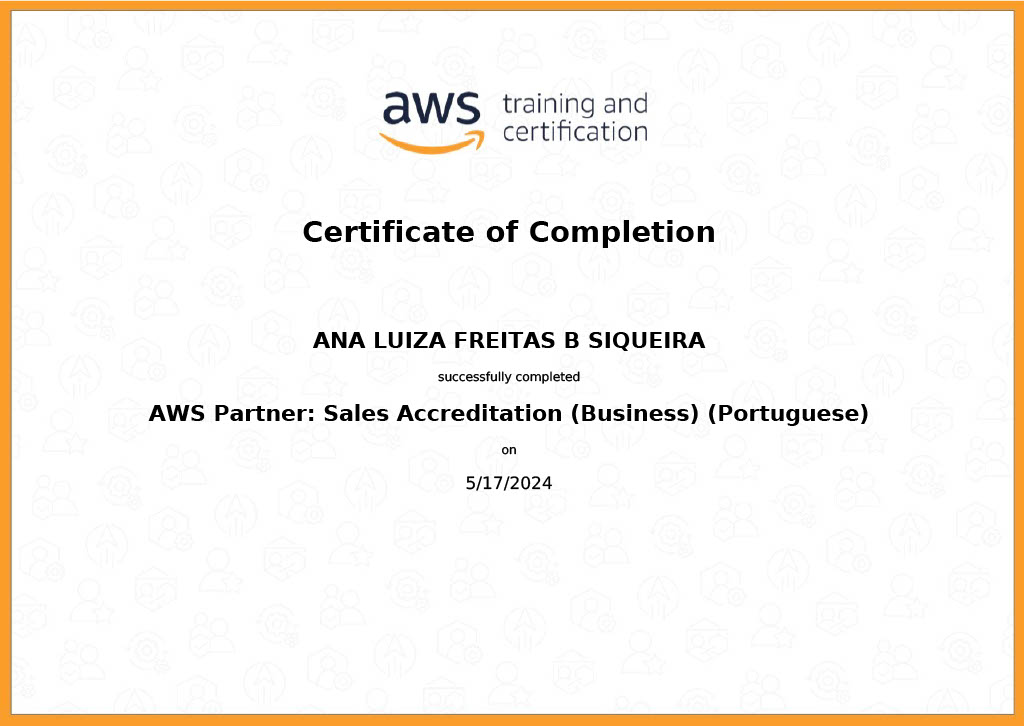 aws training and
certification
Certificate of Completion
ANA LUIZA FREITAS B SIQUEIRA
successfully completed
AWS Partner: Sales Accreditation (Business) (Portuguese)
on
5/17/2024